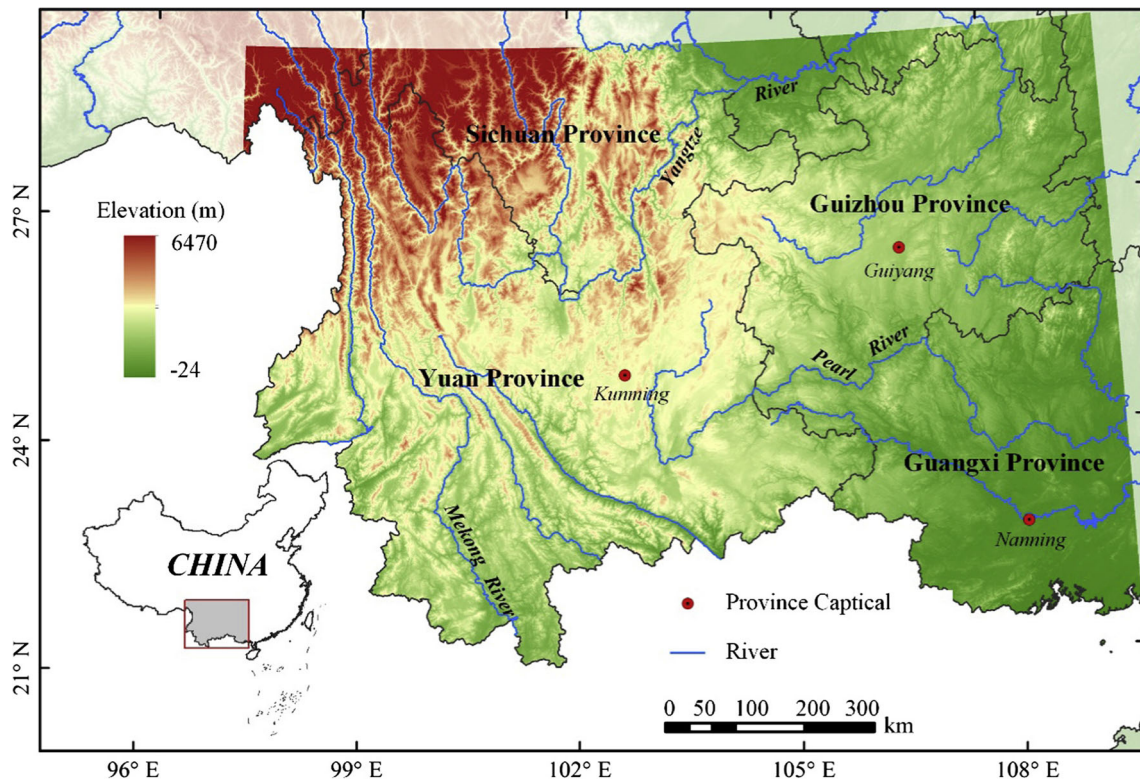 River
Sichuan Province
Yangtze
27° N
Elevation (m)
6470
-24
Guizhou Province
Guiyang
Pearl River
Yuan Province
Kunming
24° N
Guangxi Province
Nanning
Mekong River
CHINA
Province Captical
River
21° N
0 50 100 200 300
km
96° E 99° E 102° E 105° E 108° E